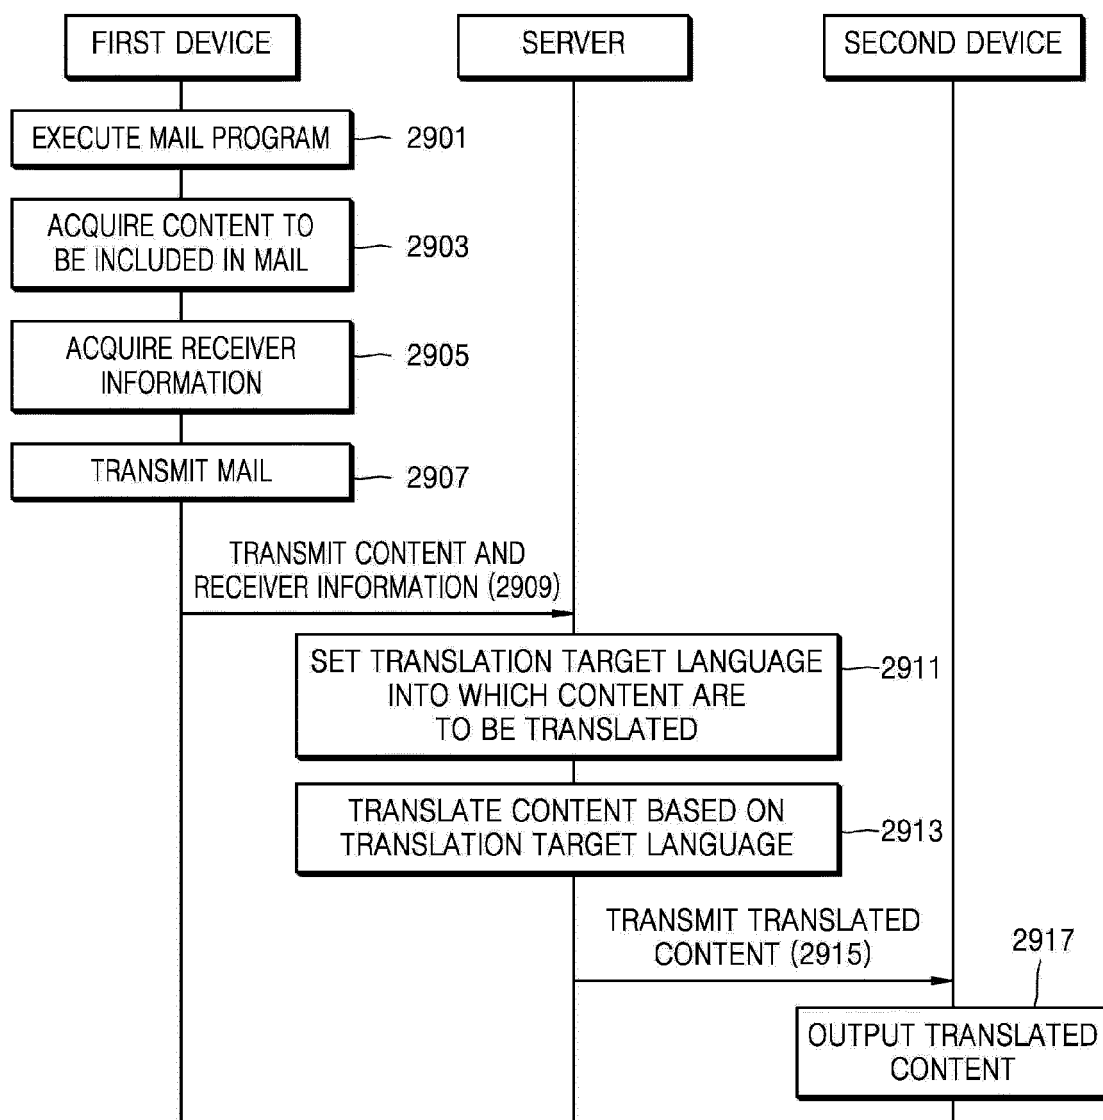 FIRST DEVICE
SERVER
SECOND DEVICE
EXECUTE MAIL PROGRAM
2901
ACQUIRE CONTENT TO
BE INCLUDED IN MAIL
2903
ACQUIRE RECEIVER
INFORMATION
2905
TRANSMIT MAIL
2907
TRANSMIT CONTENT AND
RECEIVER INFORMATION (2909)
SET TRANSLATION TARGET LANGUAGE
INTO WHICH CONTENT ARE
TO BE TRANSLATED
2911
TRANSLATE CONTENT BASED ON
TRANSLATION TARGET LANGUAGE
2913
TRANSMIT TRANSLATED
CONTENT (2915)
2917
OUTPUT TRANSLATED
CONTENT